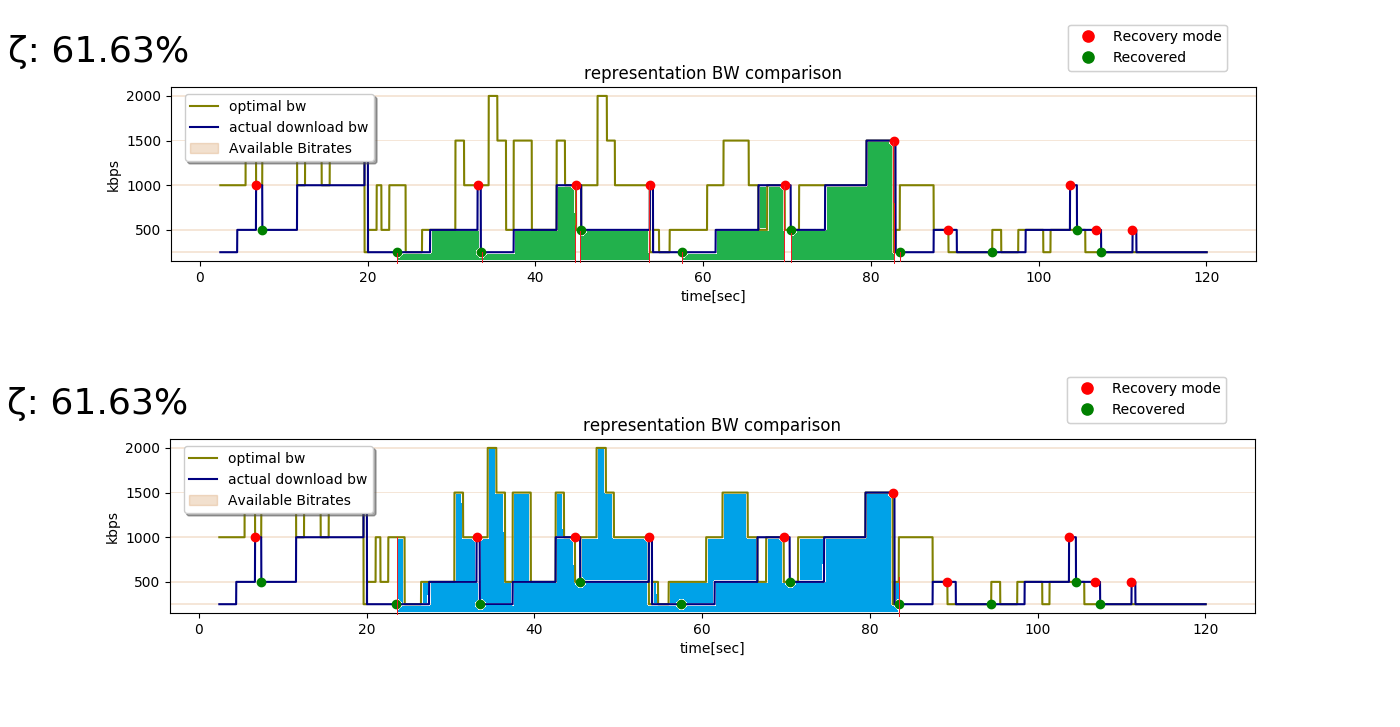 ζ: 61.63%
Recovery mode
Recovered
representation BW comparison
optimal bw
actual download bw
Available Bitrates
2000
1500
1000
500
kbps
0 20 40 60 80 100 120
time[sec]
ζ: 61.63%
Recovery mode
Recovered
representation BW comparison
optimal bw
actual download bw
Available Bitrates
2000
1500
1000
500
kbps
0 20 40 60 80 100 120
time[sec]